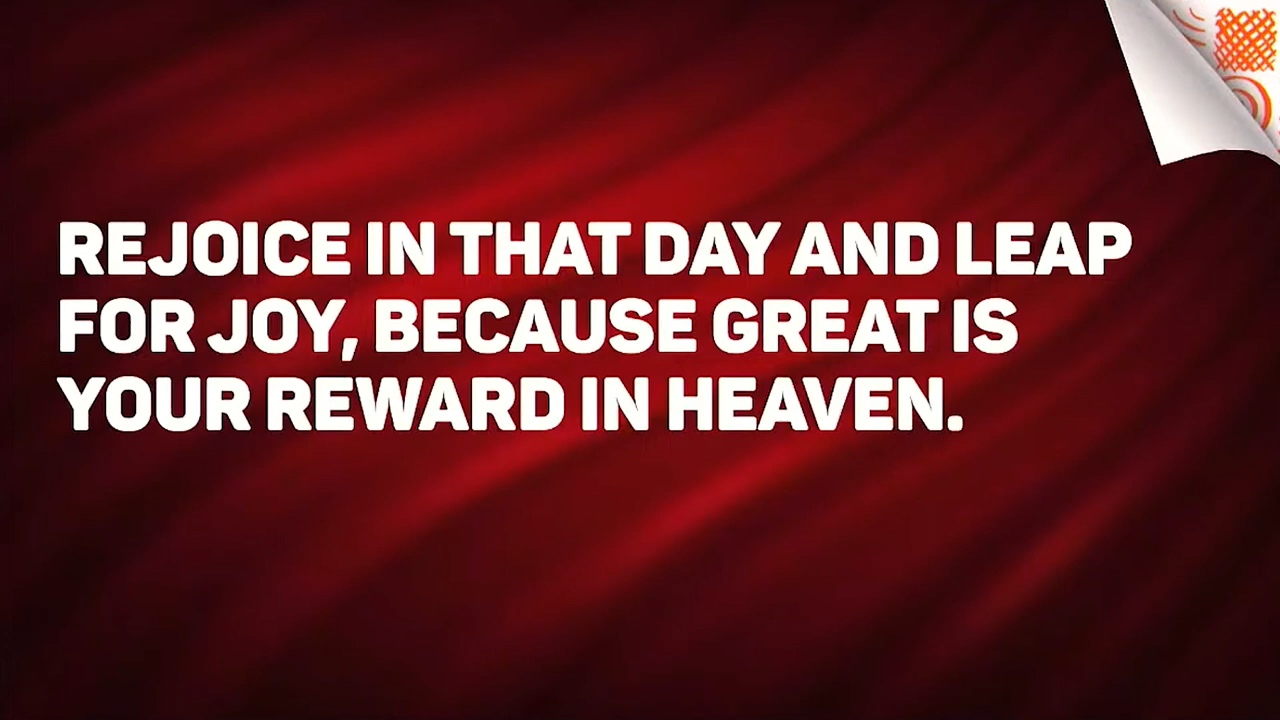 REJOICE IN THAT DAY AND LEAP
FOR JOY, BECAUSE GREAT IS
YOUR REWARD IN HEAVEN.